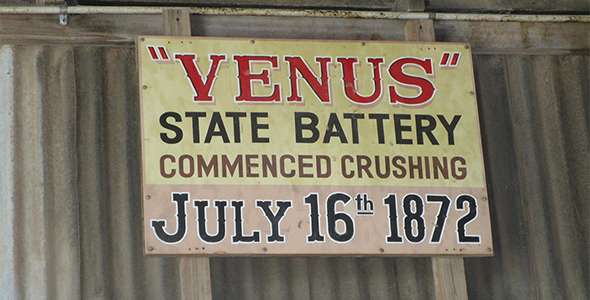 "VENUS"
STATE BATTERY
COMMENCED CRUSHING
JULY 16th 1872